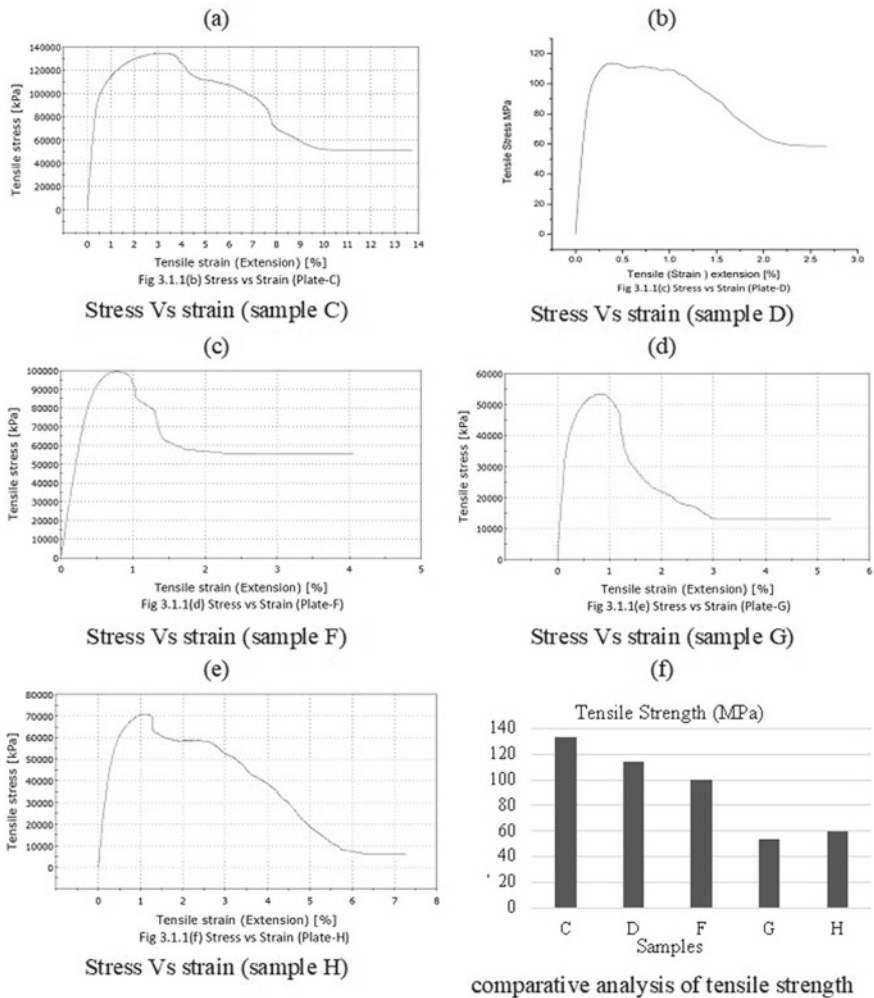 (a)
Tensile stress [kPa]
140000
120000
100000
80000
60000
40000
20000
0
0 1 2 3 4 5 6 7 8 9 10 11 12 13 14
Tensile strain (Extension) [%]
Fig 3.1.1(b) Stress vs Strain (Plate-C)
Stress Vs strain (sample C)
(b)
Tensile Stress MPa
120
100
80
60
40
20
0
0.0 0.5 1.0 1.5 2.0 2.5 3.0
Tensile (Strain ) extension [%]
Fig 3.1.1(c) Stress vs Strain (Plate-D)
Stress Vs strain (sample D)
(c)
Tensile stress [kPa]
100000
90000
80000
70000
60000
50000
40000
30000
20000
10000
0
0 1 2 3 4 5
Tensile strain (Extension) [%]
Fig 3.1.1(d) Stress vs Strain (Plate-F)
Stress Vs strain (sample F)
(d)
Tensile stress [kPa]
60000
50000
40000
30000
20000
10000
0
0 1 2 3 4 5 6
Tensile strain (Extension) [%]
Fig 3.1.1(e) Stress vs Strain (Plate-G)
Stress Vs strain (sample G)
(e)
Tensile stress [kPa]
80000
70000
60000
50000
40000
30000
20000
10000
0
0 1 2 3 4 5 6 7 8
Tensile strain (Extension) [%]
Fig 3.1.1(f) Stress vs Strain (Plate-H)
Stress Vs strain (sample H)
(f)
Tensile Strength (MPa)
140
120
100
80
60
40
20
0
C D F G H
Samples
comparative analysis of tensile strength